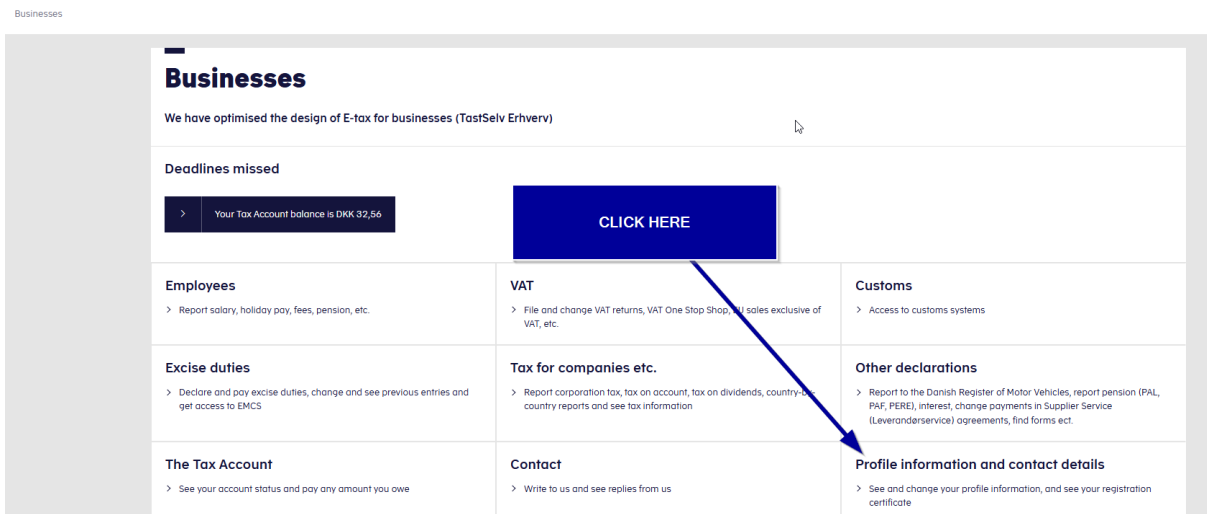 Businesses
Businesses
We have optimised the design of E-tax for businesses (TastSelv Erhverv)
Deadlines missed
Your Tax Account balance is DKK 32,56
CLICK HERE
Employees
Report salary, holiday pay, fees, pension, etc.
VAT
File and change VAT returns, VAT One Stop Shop, EU sales exclusive of
VAT, etc.
Customs
Access to customs systems
Excise duties
Declare and pay excise duties, change and see previous entries and
get access to EMCS
Tax for companies etc.
Report corporation tax, tax on account, tax on dividends, country-by-
country reports and see tax information
Other declarations
Report to the Danish Register of Motor Vehicles, report pension (PAL,
PAF, PERE), interest, change payments in Supplier Service
(Leverandørservice) agreements, find forms ect.
The Tax Account
See your account status and pay any amount you owe
Contact
Write to us and see replies from us
Profile information and contact details
See and change your profile information, and see your registration
certificate